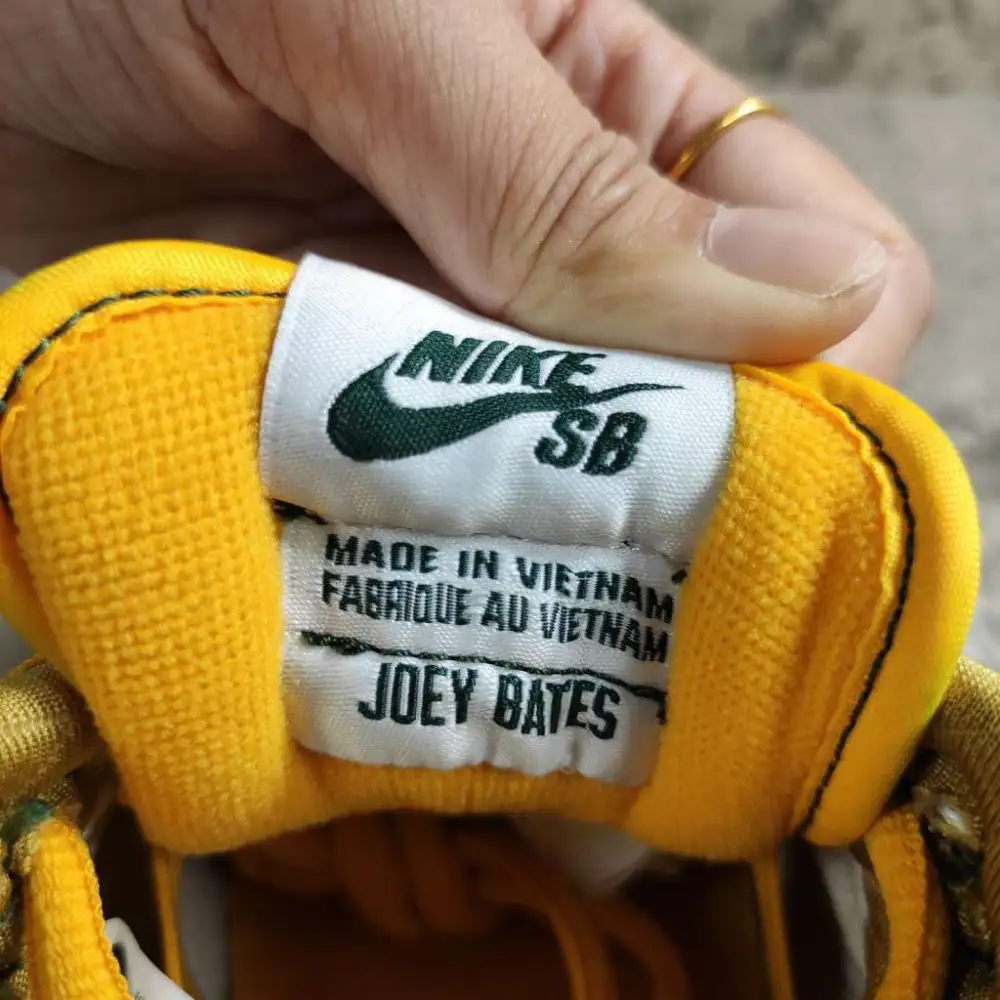 NIKE
SB
MADE IN VIETNAM
FABRIQUE AU VIETNAM
JOEY BATES